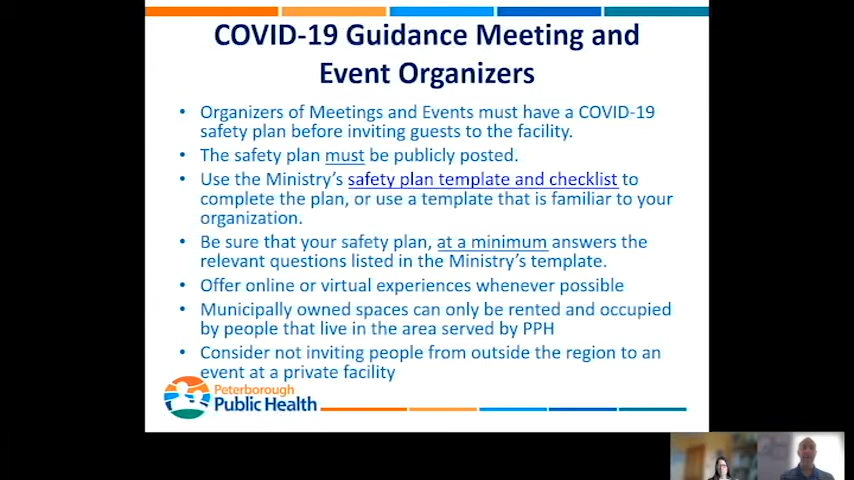 COVID-19 Guidance Meeting and
Event Organizers
• Organizers of Meetings and Events must have a COVID-19
safety plan before inviting guests to the facility.
• The safety plan must be publicly posted.
• Use the Ministry's safety plan template and checklist to
complete the plan, or use a template that is familiar to your
organization.
• Be sure that your safety plan, at a minimum answers the
relevant questions listed in the Ministry's template.
• Offer online or virtual experiences whenever possible
• Municipally owned spaces can only be rented and occupied
by people that live in the area served by PPH
• Consider not inviting people from outside the region to an
event at a private facility
Peterborough
Public Health